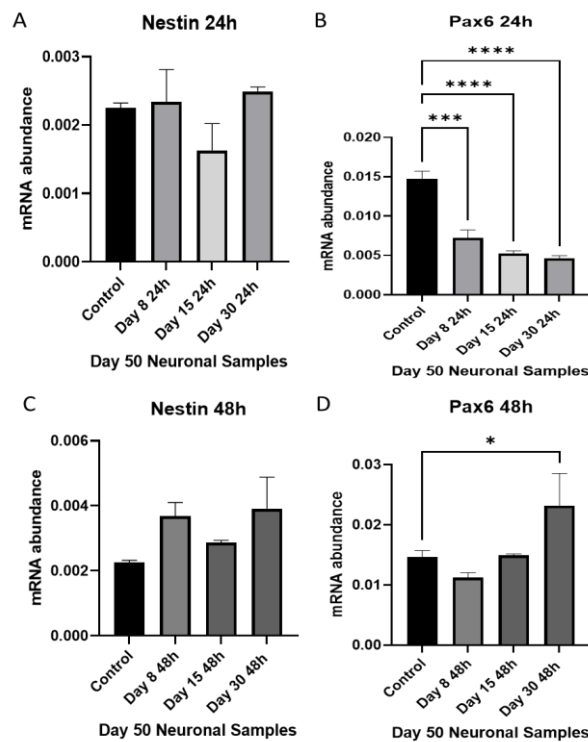 A
Nestin 24h
mRNA abundance
0.003
0.002
0.001
0.000
Control
Day 8 24h
Day 15 24h
Day 30 24h
Day 50 Neuronal Samples
B
Pax6 24h
****
****
***
mRNA abundance
0.020
0.015
0.010
0.005
0.000
Control
Day 8 24h
Day 15 24h
Day 30 24h
Day 50 Neuronal Samples
C
Nestin 48h
mRNA abundance
0.006
0.004
0.002
0.000
Control
Day 8 48h
Day 15 48h
Day 30 48h
Day 50 Neuronal Samples
D
Pax6 48h
*
mRNA abundance
0.03
0.02
0.01
0.00
Control
Day 8 48h
Day 15 48h
Day 30 48h
Day 50 Neuronal Samples